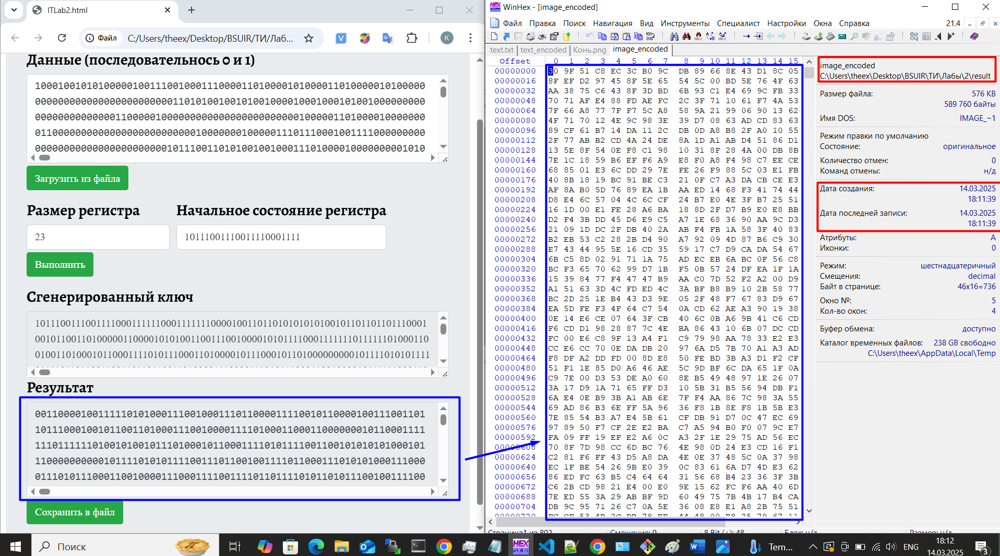 ITLab2.html
Файл
C:/Users/theex/Desktop/BSUIR/ТИ/Лаб...
K
Данные (последовательнось 0 и 1)
Загрузить из файла
Размер регистра
Начальное состояние регистра
23
10111001110011110001111
Выполнить
Сгенерированный ключ
Результат
Сохранить в файл
WinHex - [image_encoded]
Файл Правка Поиск Навигация Вид Инструменты Специалист Настройки Окна Справка
21.4
text.txt text_encoded Конь.png image_encoded
Offset 0 1 2 3 4 5 6 7 8 9 10 11 12 13 14 15
00000000 30 9F 51 C8 EC 3C B0 9C DB 89 66 8E 43 D1 8C 05
00000016 8F EF D2 97 45 8F 5E 65 54 5C 00 BD 5E 76 4F 63
00000032 AA 38 75 C6 43 8F 3D BD 6B 93 C1 E4 69 9C FB 33
00000048 70 71 AF E4 88 FD AE FC 2C 3F 71 10 61 F7 4A 53
00000064 7F 66 A8 77 7F F7 5C A8 58 9A 21 99 06 90 13 62
00000080 4F 71 70 12 4E 9C 98 3E 39 D7 08 63 AD CD 83 63
00000096 89 CF 61 B7 14 DA 11 2C DB 0D A8 B8 2F A0 10 55
00000112 2F 77 AB B2 CD 4A 24 DE 8A 1D A1 AB D4 51 86 D1
00000128 13 5E 8F 54 0E F8 C1 98 10 31 8F 28 4A 00 DB 8B
00000144 7E 1C 18 59 B6 EF F6 A9 E8 F0 A8 F4 98 C7 EE CE
00000160 68 85 01 E3 6C DD 29 7E FE 26 F9 88 5C 03 E1 FB
00000176 40 8B 18 19 BC 91 BE C3 21 0F C7 A3 DA CB CE E3
00000192 AF 8A B0 5D 76 89 EA 1B AA ED 14 68 F3 41 74 44
00000208 D8 E4 6C 57 04 4C 6C CF 24 B7 E0 4E 3F B7 25 51
00000224 16 1D 00 E1 FE 28 A6 BA 18 8D 2F D7 B9 E0 E8 BB
00000240 D2 F4 3B DD 45 D6 E9 C5 A7 1E 68 36 90 AA 9C D3
00000256 21 09 1D DC 2F DB 40 2A AB F4 FB 1A 58 3F 40 83
00000272 B2 EB 53 C2 28 2B D4 90 A7 92 09 4D 87 B6 C9 30
00000288 E7 43 44 95 5E 16 CD 35 59 17 C7 D9 CA DA 54 67
00000304 6B C5 8D 02 91 71 1A 75 AD EC EB 6A BC 0F 56 C8
00000320 BC F3 65 70 62 99 D7 1B F5 0B 57 24 DF EA 1F 1A
00000336 15 39 84 77 F4 47 47 B9 AA C0 7D 52 F2 A2 00 D9
00000352 A1 51 63 3D 4C FD ED 4C 3A BF B8 B9 10 2B 58 77
00000368 BC 2D 25 1E B4 43 D3 9E 05 2F 48 F7 67 83 D9 67
00000384 EA 5D FE F3 4F 64 C7 54 0A CD 62 AE A3 90 19 38
00000400 0E 14 E6 CE 07 64 3F CB 40 6C 0B A6 9B 41 C6 CD
00000416 F6 CD D1 98 28 87 7C 4E BA 86 43 10 6B 07 DC CD
00000432 FC 00 E6 C8 9F 13 A4 F1 C9 79 98 AA 78 33 E2 E3
00000448 CC E6 CC 70 0E DA DB 20 97 6A D5 7B 70 A1 A3 AD
00000464 F8 DF A2 DD FD 00 8D E8 50 FE BD 3B A3 D1 F2 CF
00000480 51 F1 1E 85 D0 A6 46 AE 5C 9D BF 6C DA 65 1F 0A
00000496 C9 7E 00 D3 53 DE A0 60 8E B5 49 48 97 1E 26 07
00000512 3A 17 D9 1A 71 65 FF D3 10 5B 31 B5 56 94 DB F1
00000528 6A E4 0E B9 3B A1 AB 6E 7F F4 AA 86 7C 98 3A 55
00000544 69 AD 86 B3 6E FF 5A 96 36 F8 1B 8E F8 1B 5B E3
00000560 7E 85 54 B3 A7 E4 5B 61 CF DB 91 D7 0C 47 EC 69
00000576 97 89 50 F7 CF 2E E2 BA C7 A5 94 B0 F0 07 9C E7
00000592 FA 09 FF 19 EF E2 A6 0C A3 2F 1E 29 75 AD 56 EC
00000608 70 8F 7D 98 CC 6D BC 76 4E 98 0D 24 E3 CD 16 F1
00000624 C2 81 F6 FF 43 D5 A8 DA 4E 0E 37 48 5C 0A 37 98
00000640 EC 1F BE 54 26 9B E0 39 0C 83 61 6A D7 4D E2 FC
00000656 86 ED FC 63 B5 C4 64 64 31 56 68 B4 23 36 3F 3B
00000672 C6 2B CD 98 21 E4 00 E0 9E 15 62 FC F6 AA 40 6D
00000688 7E ED 55 3A 29 AB BF 9D 60 49 75 7B 4B 17 B4 CA
00000704 DB 9C 95 71 26 C7 0A 5E 36 08 E8 E1 A8 2B 75 51
image_encoded
C:\Users\theex\Desktop\BSUIR\ТИ\Лабы\2\result
Размер файла: 576 KB
589 760 байты
Имя DOS: IMAGE_~1
Режим правки по умолчанию
Состояние: оригинальное
Количество отмен: 0
Команд отмены: н/д
Дата создания: 14.03.2025
18:11:39
Дата последней записи: 14.03.2025
18:11:39
Атрибуты: A
Иконки: 0
Режим: шестнадцатеричный
Смещения: decimal
Байт в странице: 46x16=736
Окно №: 5
Кол-во окон: 4
Буфер обмена: доступно
Каталог временных файлов: 238 GB свободно
C:\Users\theex\AppData\Local\Temp
Поиск
Tem...
ENG
18:12
14.03.2025
3